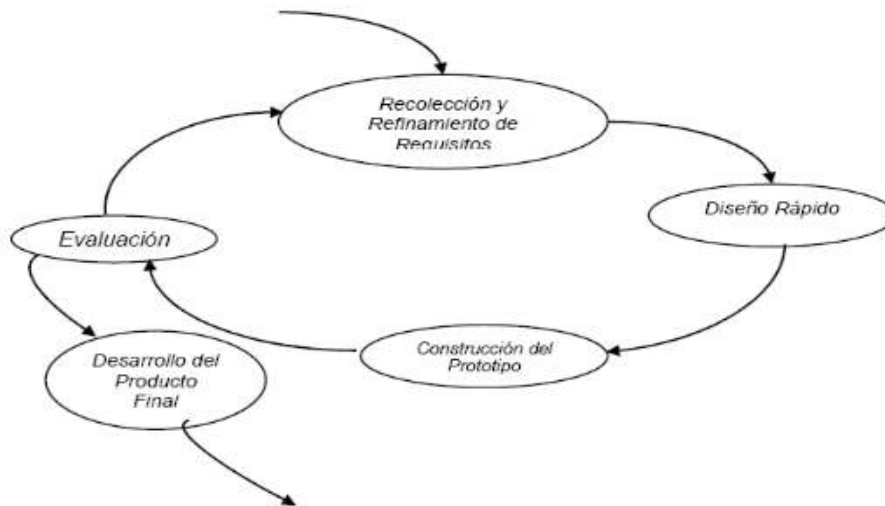 Recolección y
Refinamiento de
Requisitos
Diseño Rápido
Evaluación
Construcción del
Prototipo
Desarrollo del
Producto
Final